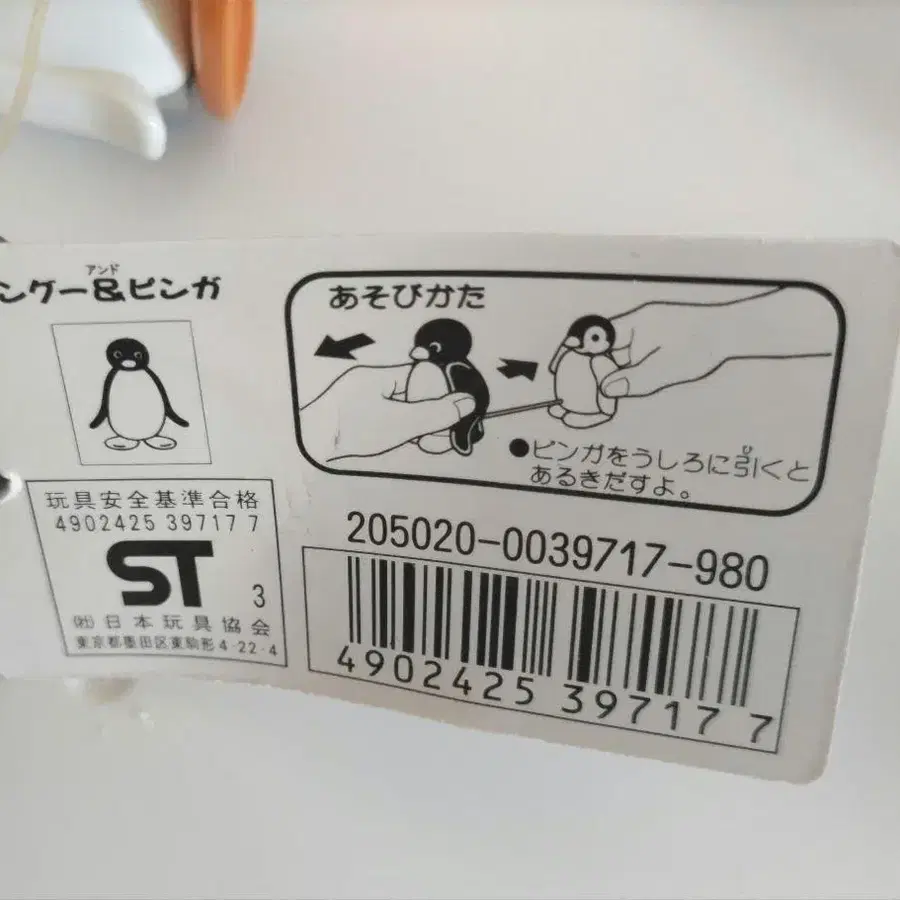 アンド
ングー&ピンガ
あそびかた
●ピンガをうしろに引くと
ひ
あるきだすよ。
玩具安全基準合格
4902425 39717 7
ST 3
㈳日本玩具協会
東京都墨田区東駒形4-22-4
205020-0039717-980
4902425 39717 7